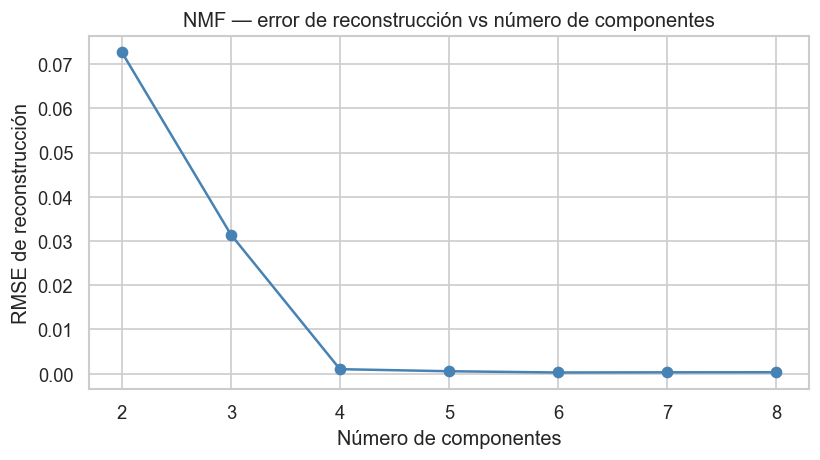 NMF — error de reconstrucción vs número de componentes
RMSE de reconstrucción
0.07
0.06
0.05
0.04
0.03
0.02
0.01
0.00
2 3 4 5 6 7 8
Número de componentes